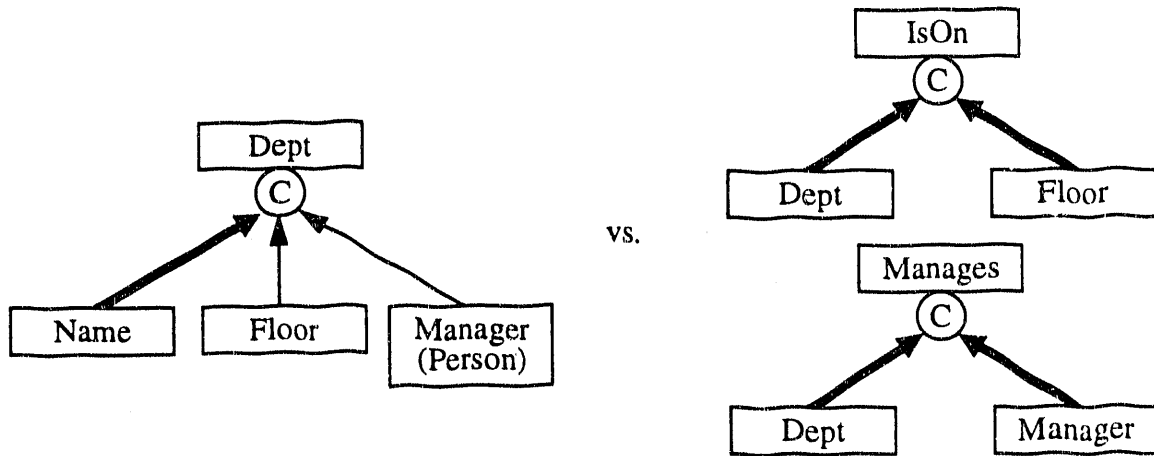 Dept
C
Name
Floor
Manager
(Person)
vs.
IsOn
C
Dept
Floor
Manages
C
Dept
Manager